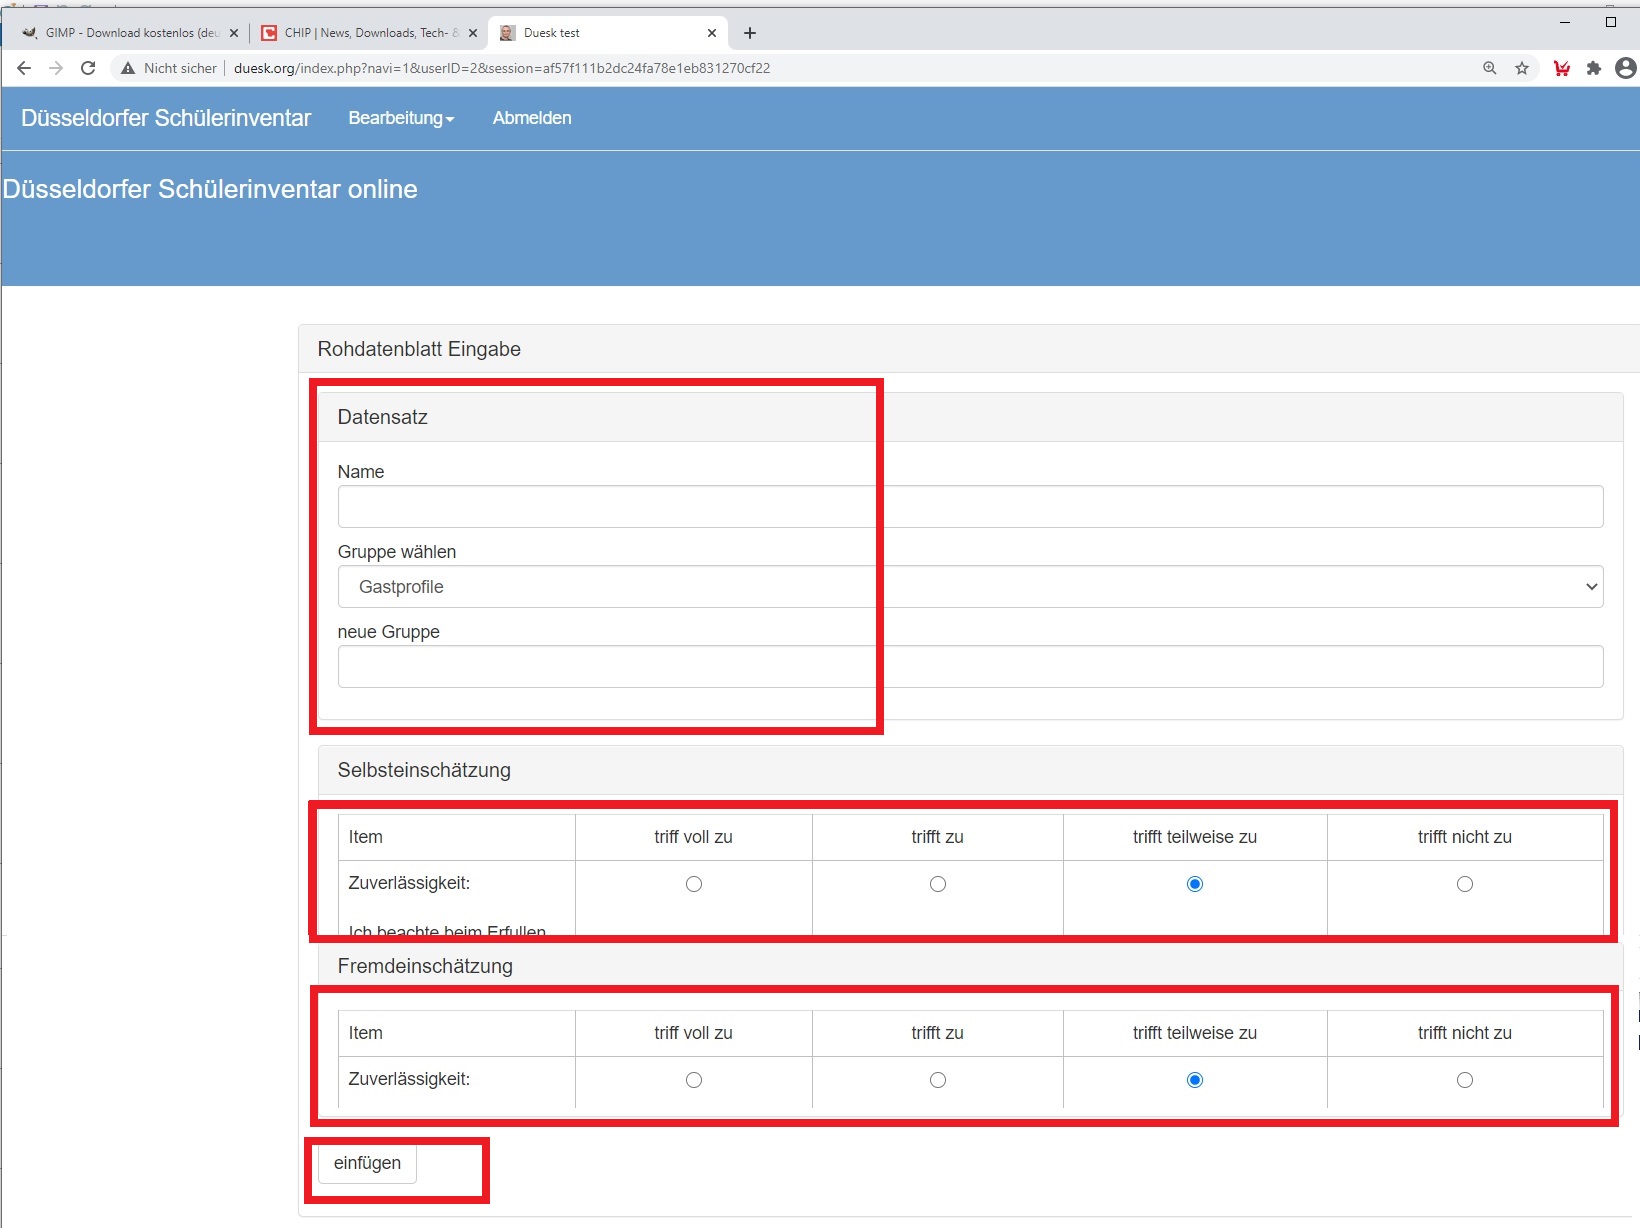 GIMP - Download kostenlos (deu
CHIP | News, Downloads, Tech- &
Duesk test
Nicht sicher
duesk.org/index.php?navi=1&userID=2&session=af57f111b2dc24fa78e1eb831270cf22
Düsseldorfer Schülerinventar
Bearbeitung
Abmelden
Düsseldorfer Schülerinventar online
Rohdatenblatt Eingabe
Datensatz
Name
Gruppe wählen
Gastprofile
neue Gruppe
Selbsteinschätzung
Item triff voll zu trifft zu trifft teilweise zu trifft nicht zu
Zuverlässigkeit:
Ich beachte beim Erfullen
Fremdeinschätzung
Item triff voll zu trifft zu trifft teilweise zu trifft nicht zu
Zuverlässigkeit:
einfügen